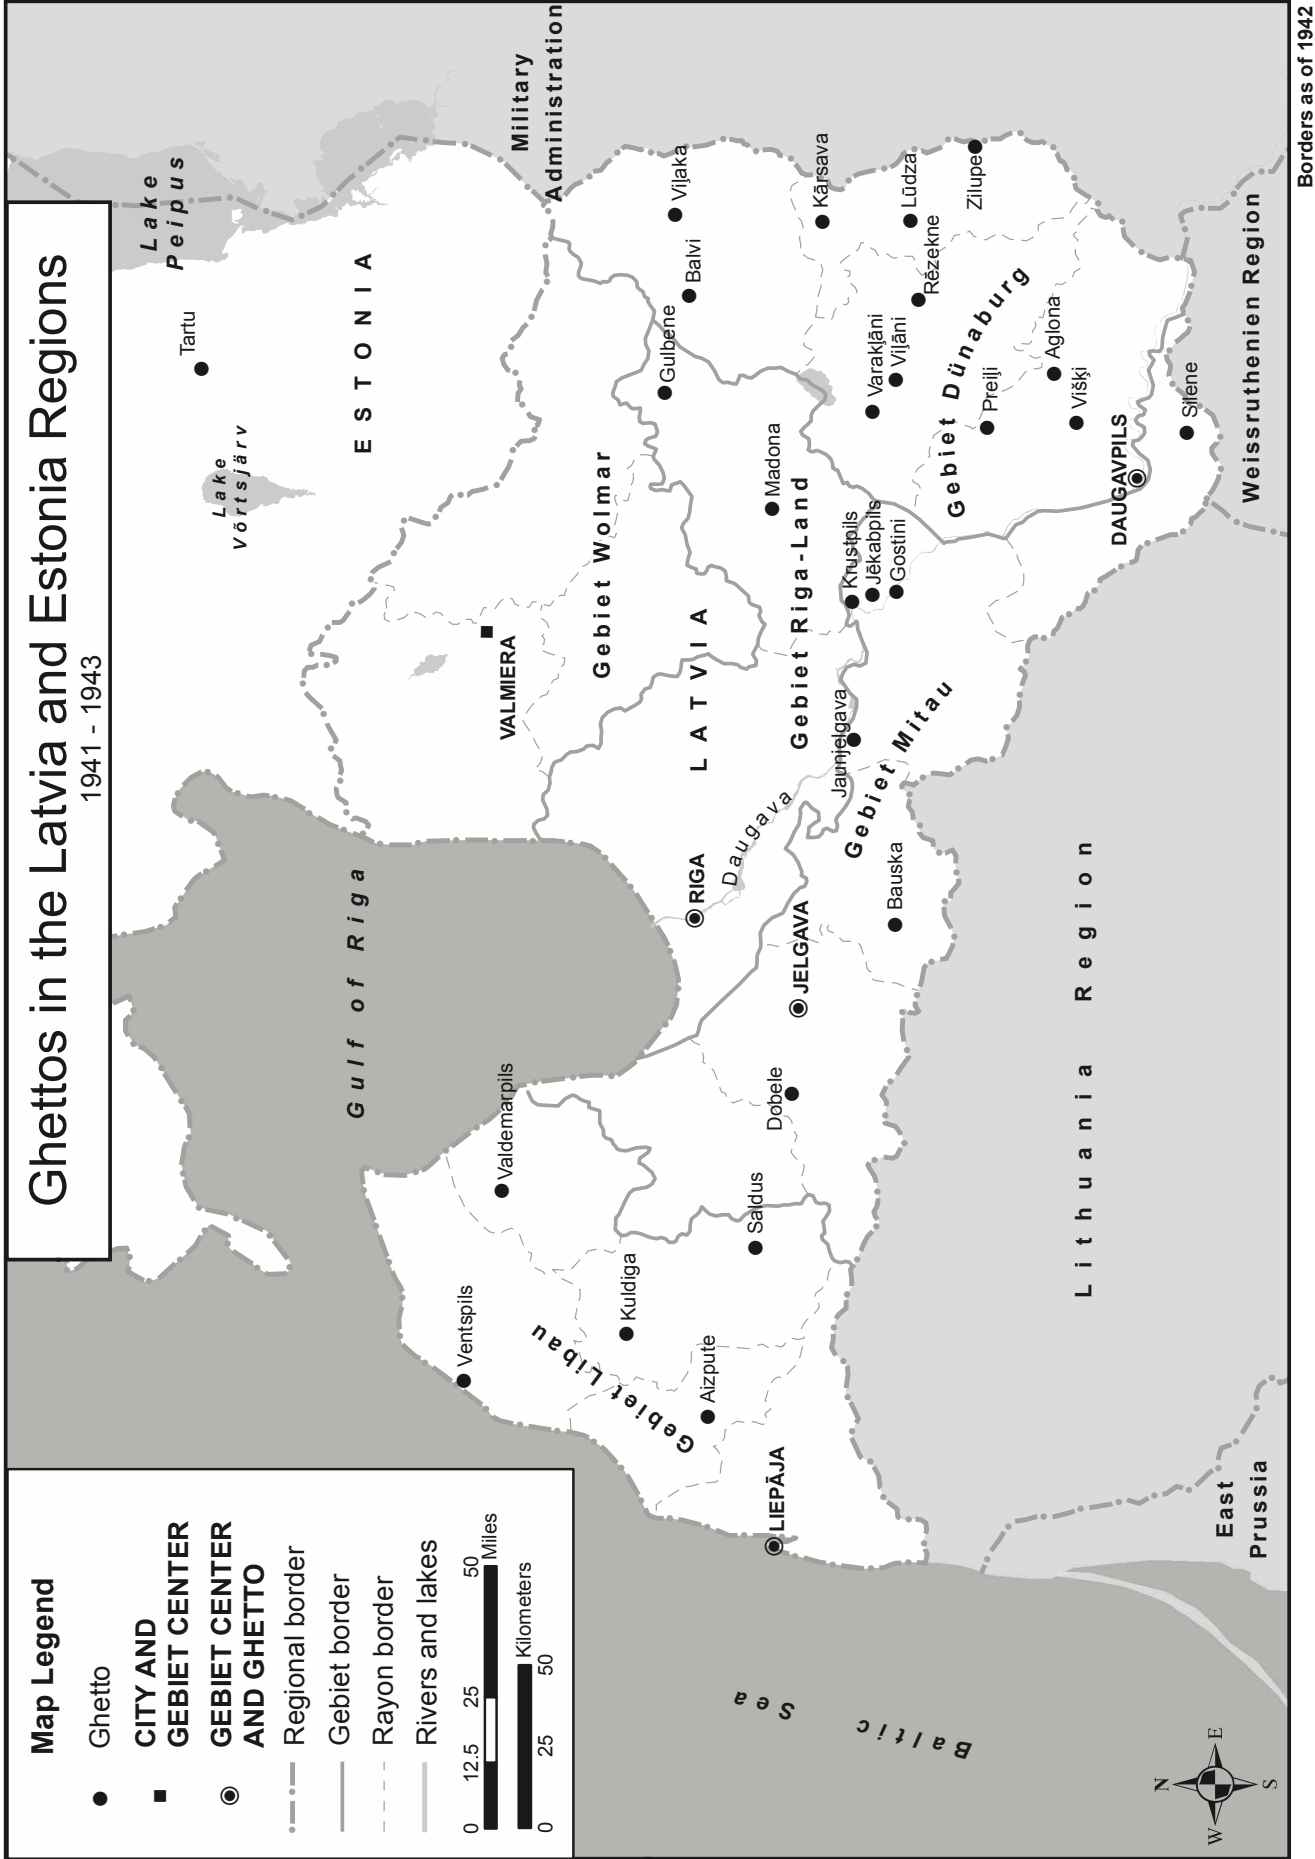 Ghettos in the Latvia and Estonia Regions
1941 - 1943
Lake
Peipus
Tartu
Lake
Võrtsjärv
ESTONIA
Military
Administration
Gulf of Riga
VALMIERA
Gebiet Wolmar
Viļaka
Balvi
Gulbene
Valdemarpils
Ventspils
Kuldiga
Gebiet Libau
Aizpute
LATVIA
RIGA
Daugava
Madona
Gebiet Riga-Land
Kārsava
Lūdza
Zilupe
Rēzekne
Varakļāni
Viļāni
Gebiet Dünaburg
Preiļi
Aglona
Višķi
Krustpils
Jēkabpils
Gostini
Jaunjelgava
Gebiet Mitau
JELGAVA
Bauska
Dobele
Saldus
LIEPĀJA
DAUGAVPILS
Silene
Lithuania Region
Weissruthenien Region
East
Prussia
Baltic
Sea
Map Legend
Ghetto
CITY AND
GEBIET CENTER
GEBIET CENTER
AND GHETTO
Regional border
Gebiet border
Rayon border
Rivers and lakes
0 12.5 25 50
Miles
Kilometers
0 25 50
N
W E
S
Borders as of 1942